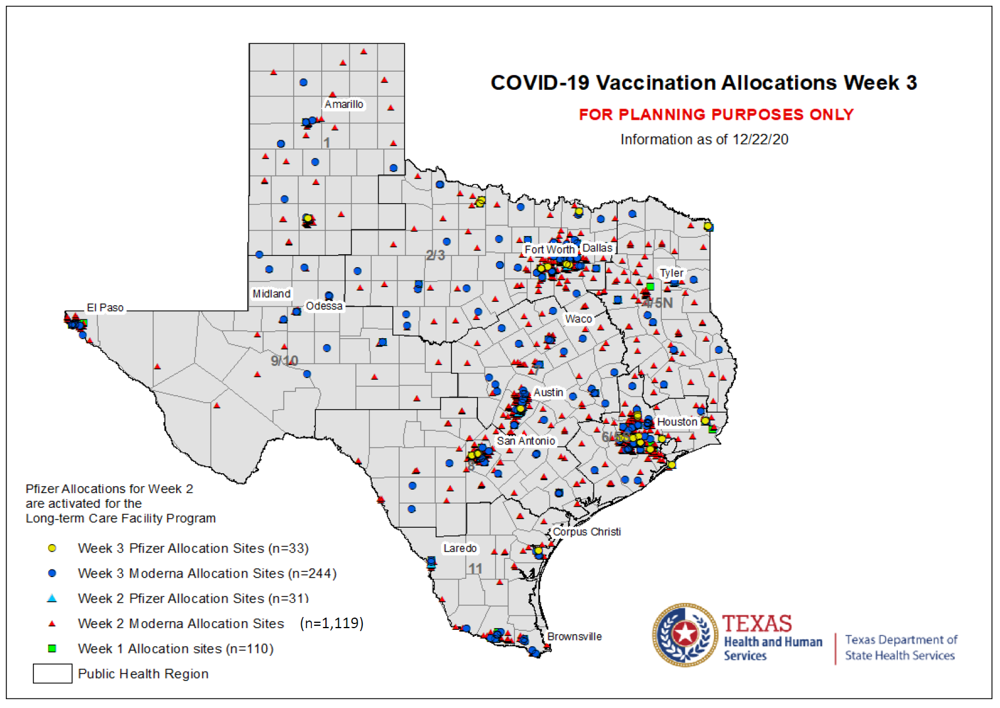 COVID-19 Vaccination Allocations Week 3
FOR PLANNING PURPOSES ONLY
Information as of 12/22/20
Amarillo
1
2/3
Fort Worth
Dallas
Tyler
4/5N
Midland
Odessa
El Paso
Waco
9/10
7
Austin
Houston
6/5S
San Antonio
8
Corpus Christi
Laredo
11
Brownsville
Pfizer Allocations for Week 2
are activated for the
Long-term Care Facility Program
Week 3 Pfizer Allocation Sites (n=33)
Week 3 Moderna Allocation Sites (n=244)
Week 2 Pfizer Allocation Sites (n=31)
Week 2 Moderna Allocation Sites (n=1,119)
Week 1 Allocation sites (n=110)
Public Health Region
TEXAS
Health and Human
Services
Texas Department of
State Health Services